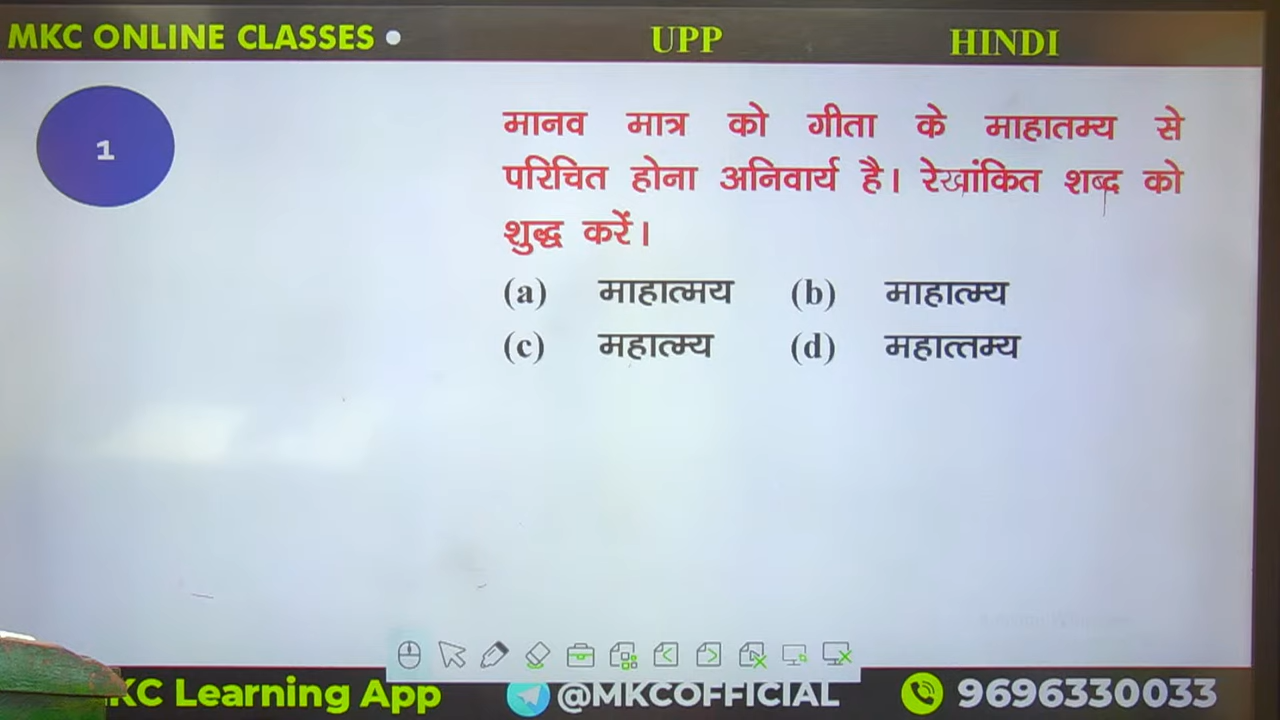 MKC ONLINE CLASSES • UPP HINDI
1
मानव मात्र को गीता के माहातम्य से
परिचित होना अनिवार्य है। रेखांकित शब्द को
शुद्ध करें।
(a) माहात्मय (b) माहात्म्य
(c) महात्म्य (d) महात्तम्य
KC Learning App @MKCOFFICIAL 9696330033